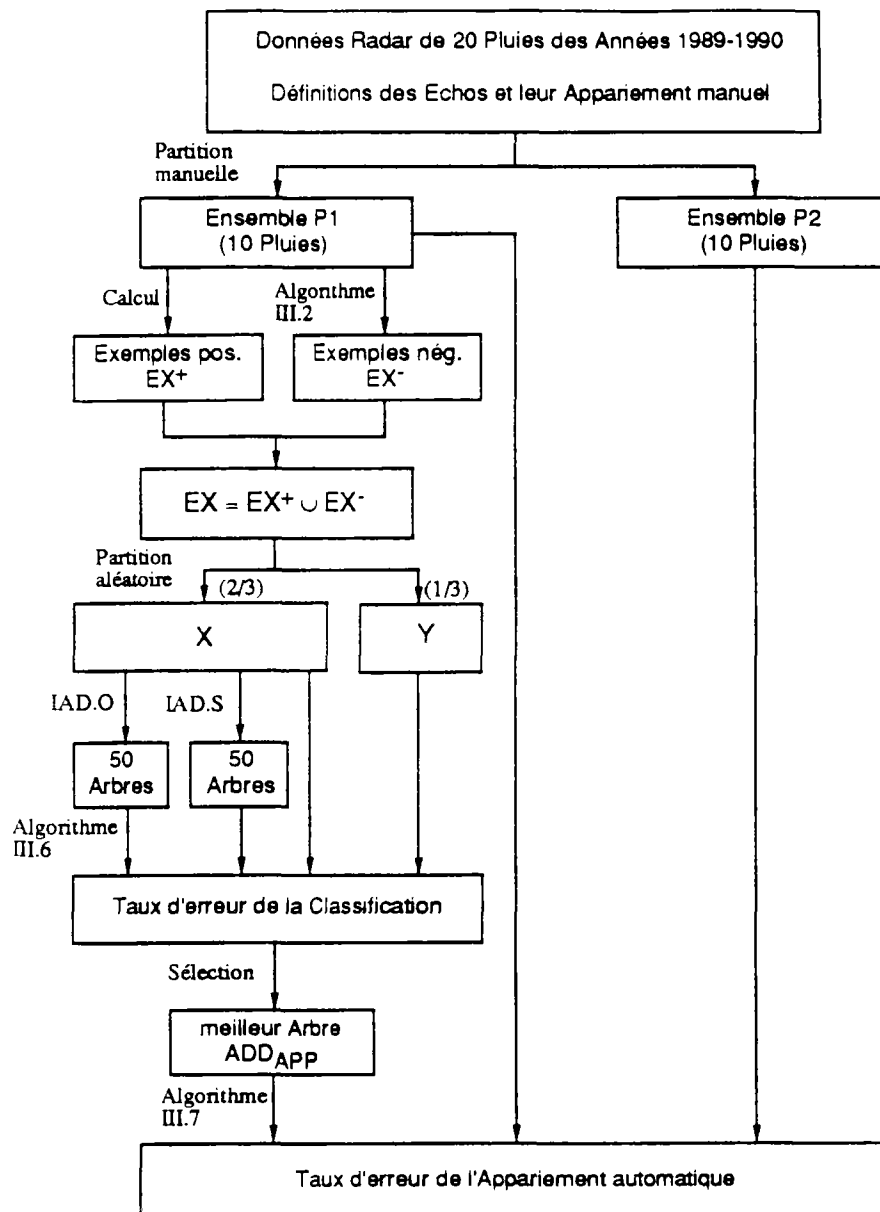 Données Radar de 20 Pluies des Années 1989-1990
Définitions des Echos et leur Appariement manuel
Partition
manuelle
Ensemble P1
(10 Pluies)
Ensemble P2
(10 Pluies)
Calcul
Algorithme
III.2
Exemples pos.
EX+
Exemples nég.
EX-
EX = EX+ ∪ EX-
Partition
aléatoire
(2/3)
(1/3)
X
Y
IAD.O
IAD.S
50
Arbres
50
Arbres
Algorithme
III.6
Taux d'erreur de la Classification
Sélection
meilleur Arbre
ADDAPP
Algorithme
III.7
Taux d'erreur de l'Appariement automatique